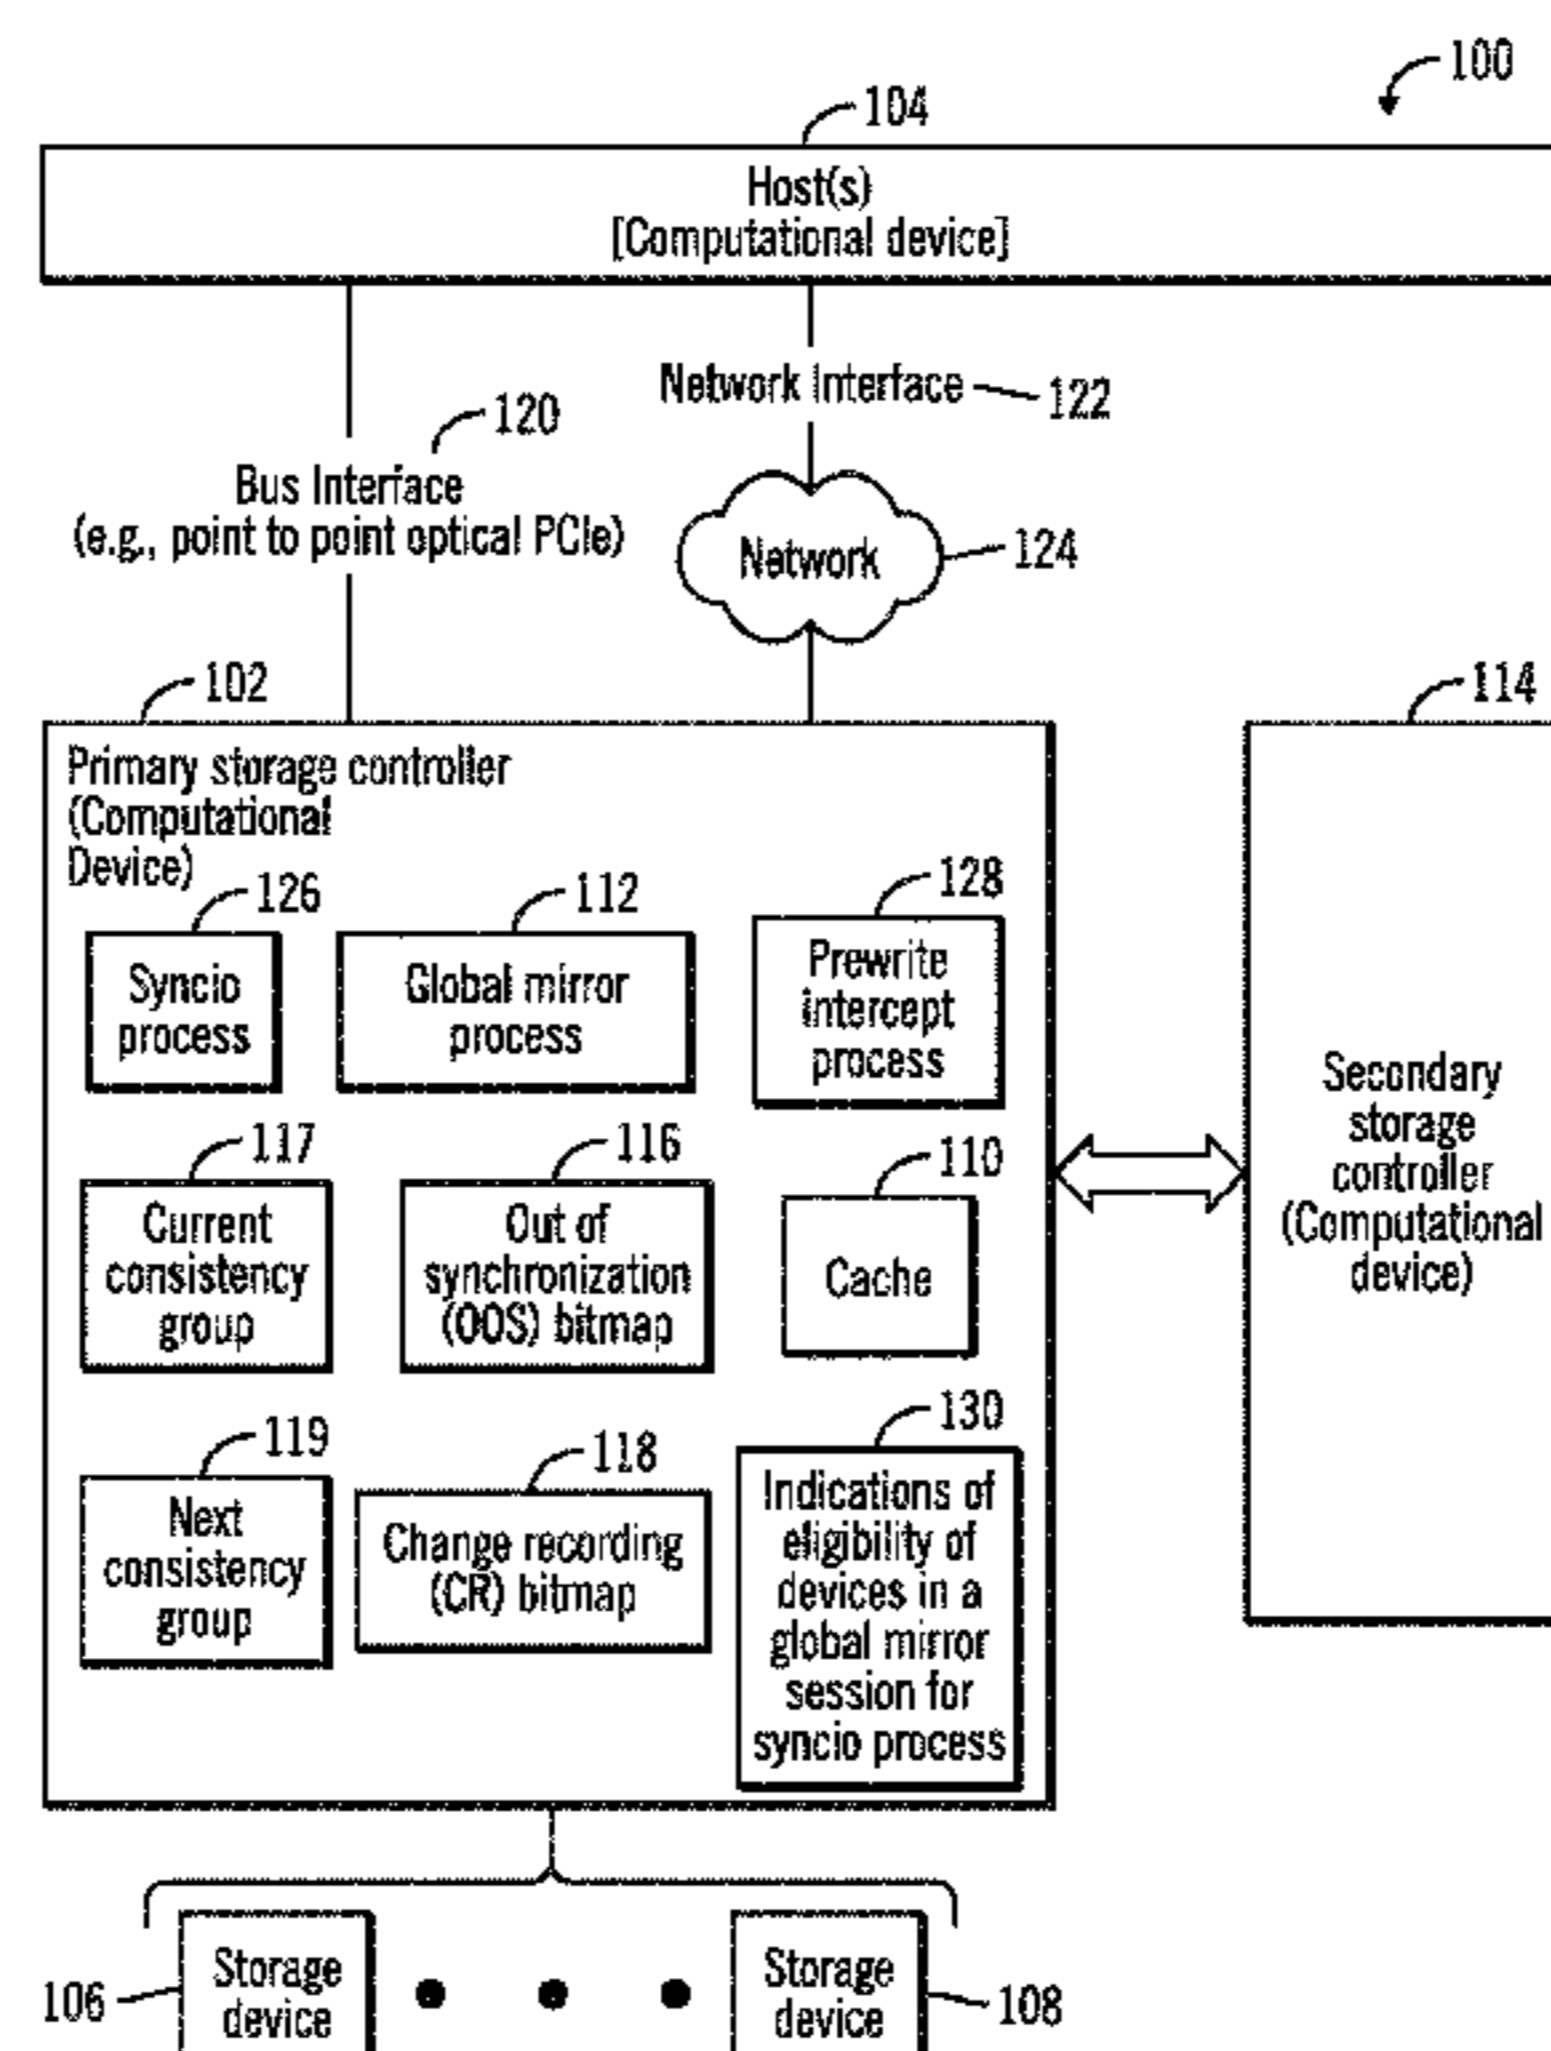 100
104
Host(s)
[Computational device]
Network Interface
122
120
Bus Interface
(e.g., point to point optical PCIe)
Network
124
102
114
Primary storage controller
(Computational
Device)
126
Syncio
process
112
Global mirror
process
128
Prewrite
intercept
process
117
Current
consistency
group
116
Out of
synchronization
(OOS) bitmap
110
Cache
Secondary
storage
controller
(Computational
device)
119
Next
consistency
group
118
Change recording
(CR) bitmap
130
Indications of
eligibility of
devices in a
global mirror
session for
syncio process
106
Storage
device
Storage
device
108